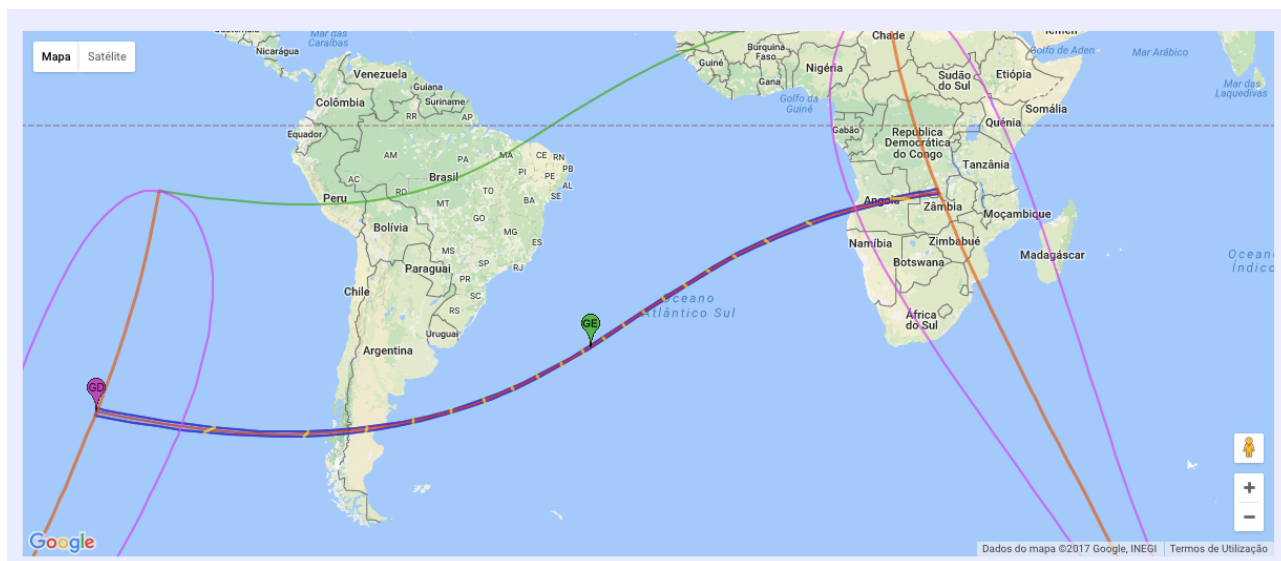 Mapa
Satélite
Nicarágua
Mar das
Caraíbas
Venezuela
Guiana
Suriname
Colômbia
RR
AP
Equador
AM
PA
MA
CE
RN
PB
PE
AL
SE
PI
AC
RO
Brasil
TO
BA
Peru
MT
GO
Bolívia
MG
ES
MS
SP
RJ
Paraguai
PR
SC
Chile
RS
Uruguai
Argentina
GD
GE
Oceano
Atlântico Sul
Guiné
Burquina
Faso
Gana
Nigéria
Chade
Golfo da
Guiné
Sudão
do Sul
Etiópia
Iémen
Golfo de Aden
Mar Arábico
Mar das
Laquedivas
Somália
Quénia
Gabão
República
Democrática
do Congo
Tanzânia
Angola
Zâmbia
Moçambique
Namíbia
Zimbabué
Botswana
Madagáscar
África
do Sul
Oceano
Índico
Google
Dados do mapa ©2017 Google, INEGI
Termos de Utilização